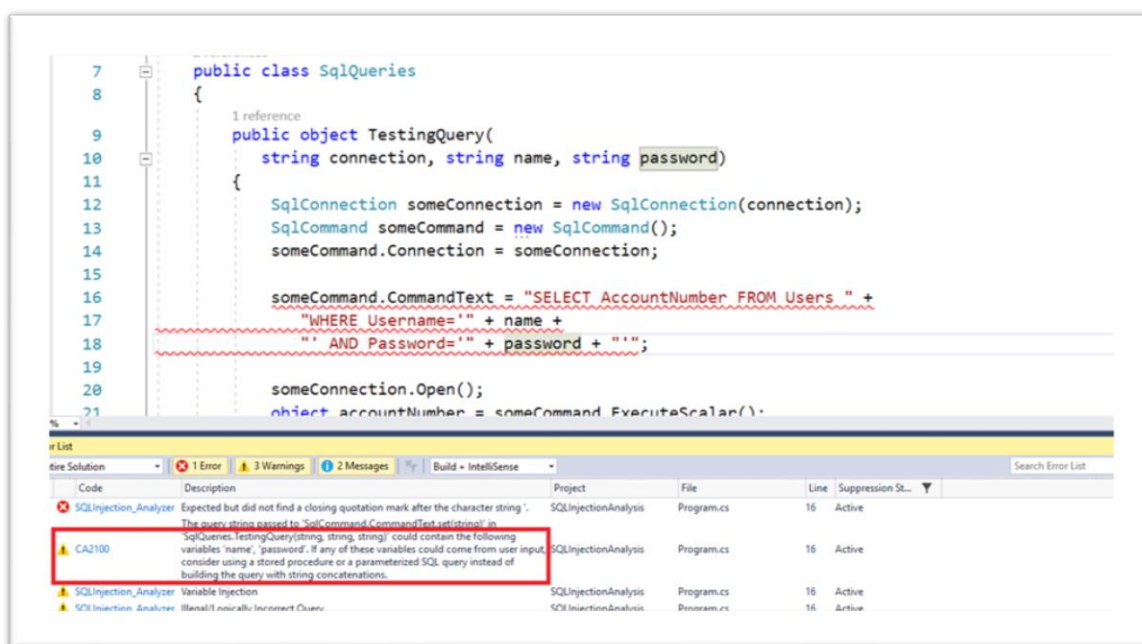 7 public class SqlQueries
8 {
1 reference
9 public object TestingQuery(
10 string connection, string name, string password)
11 {
12 SqlConnection someConnection = new SqlConnection(connection);
13 SqlCommand someCommand = new SqlCommand();
14 someCommand.Connection = someConnection;
15
16 someCommand.CommandText = "SELECT AccountNumber FROM Users " +
17 "WHERE Username='" + name +
18 "' AND Password='" + password + "'";
19
20 someConnection.Open();
21 object accountNumber = someCommand.ExecuteScalar();
%
or List
tire Solution 1 Error 3 Warnings 2 Messages Build + IntelliSense Search Error List
Code Description Project File Line Suppression St...
SQLInjection_Analyzer Expected but did not find a closing quotation mark after the character string '. SQLInjectionAnalysis Program.cs 16 Active
The query string passed to 'SqlCommand.CommandText.set(string)' in
'SqlQueries.TestingQuery(string, string, string)' could contain the following
CA2100 variables 'name', 'password'. If any of these variables could come from user input, SQLInjectionAnalysis Program.cs 16 Active
consider using a stored procedure or a parameterized SQL query instead of
building the query with string concatenations.
SQLInjection_Analyzer Variable Injection SQLInjectionAnalysis Program.cs 16 Active
SQLInjection_Analyzer Illegal/Logically Incorrect Query SQLInjectionAnalysis Program.cs 16 Active